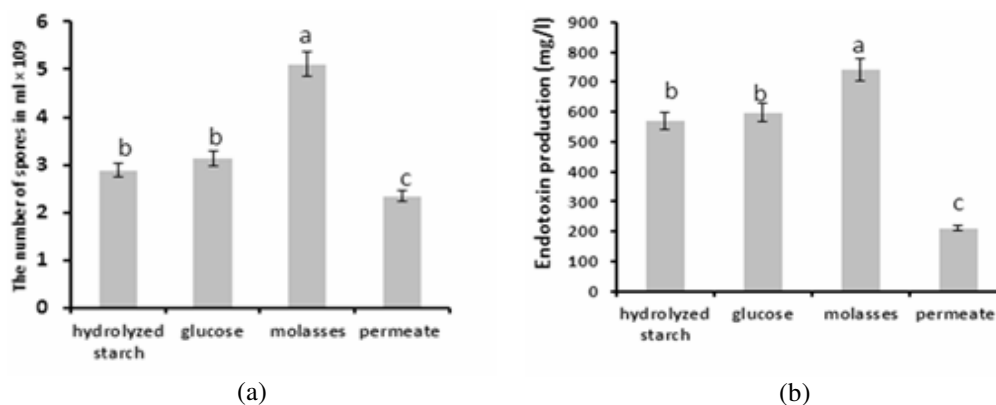 The number of spores in ml × 109
6
5
4
3
2
1
0
b
b
a
c
hydrolyzed
starch
glucose
molasses
permeate
(a)
Endotoxin production (mg/l)
900
800
700
600
500
400
300
200
100
0
b
b
a
c
hydrolyzed
starch
glucose
molasses
permeate
(b)